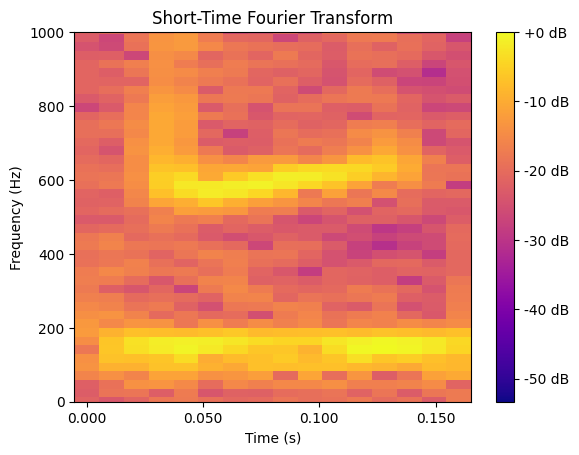 Short-Time Fourier Transform
1000
800
600
400
200
0
Frequency (Hz)
0.000
0.050
0.100
0.150
Time (s)
+0 dB
-10 dB
-20 dB
-30 dB
-40 dB
-50 dB